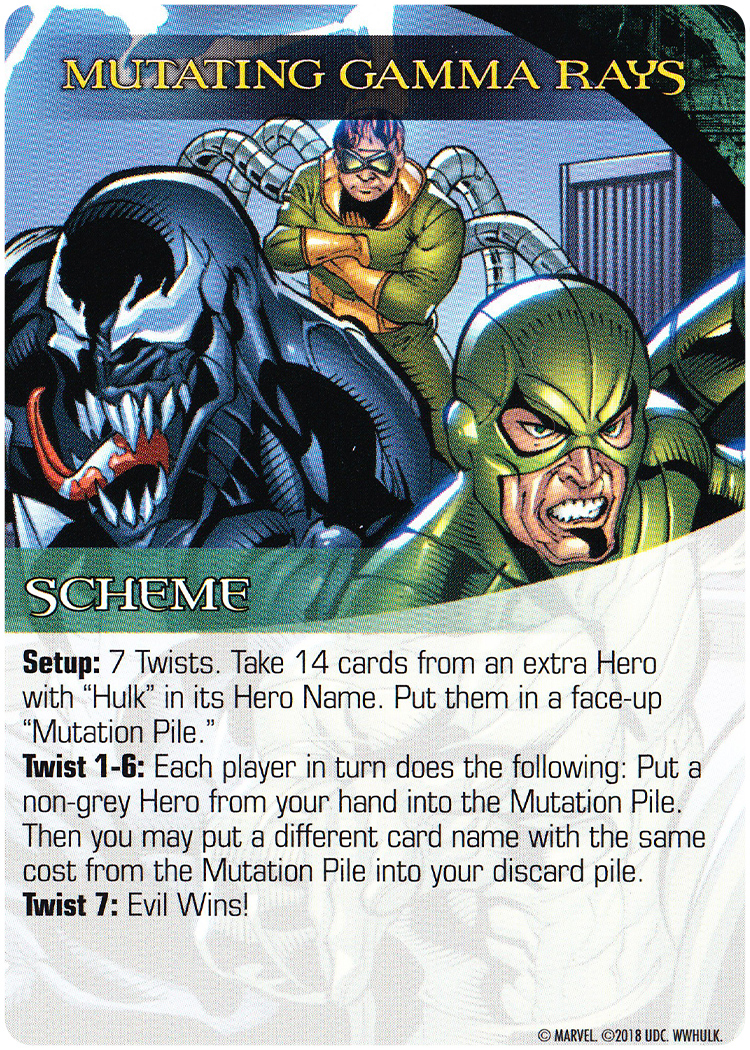 MUTATING GAMMA RAYS
SCHEME
Setup: 7 Twists. Take 14 cards from an extra Hero
with “Hulk” in its Hero Name. Put them in a face-up
“Mutation Pile.”
Twist 1-6: Each player in turn does the following: Put a
non-grey Hero from your hand into the Mutation Pile.
Then you may put a different card name with the same
cost from the Mutation Pile into your discard pile.
Twist 7: Evil Wins!
© MARVEL. ©2018 UDC. WWHULK.